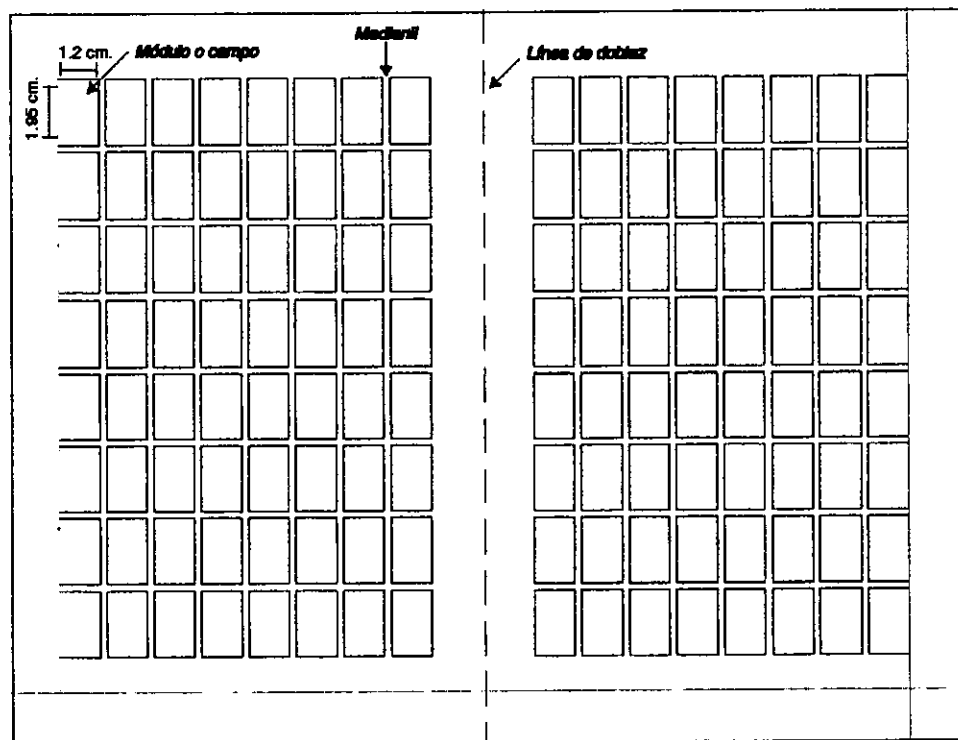 Medianil
1.2 cm.
Módulo o campo
Línea de doblez
1.95 cm.